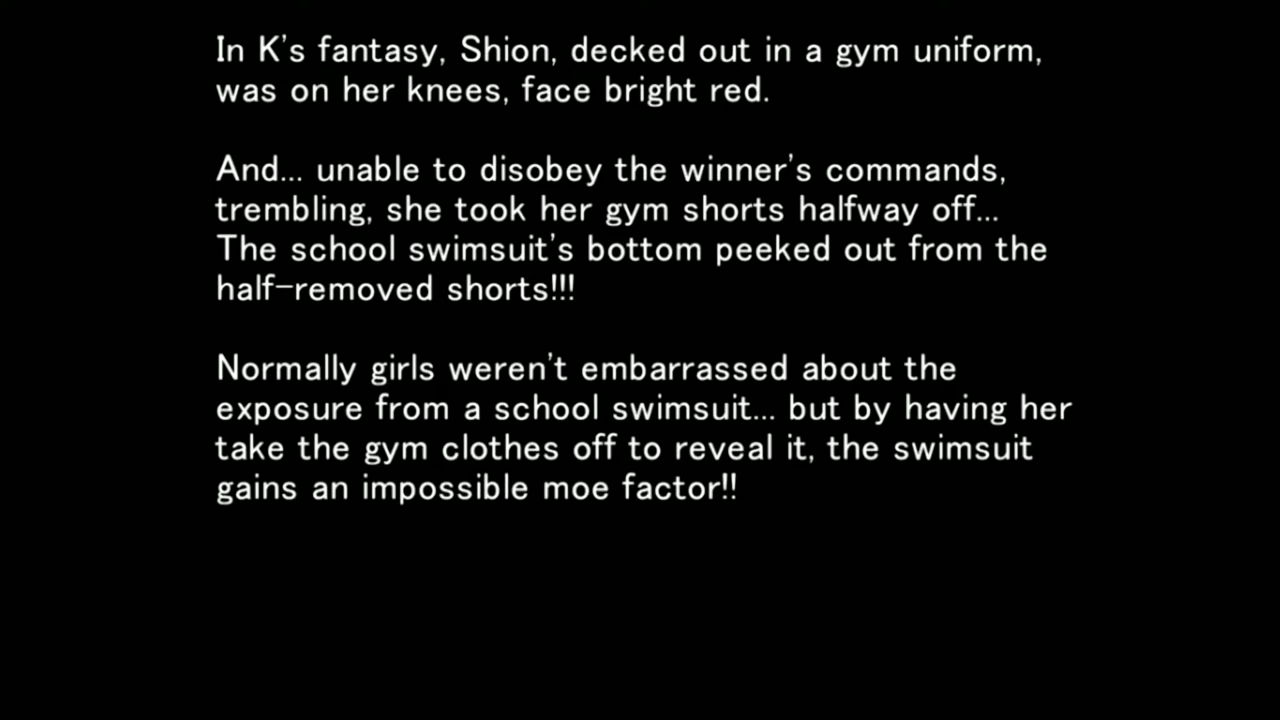 In K's fantasy, Shion, decked out in a gym uniform,
was on her knees, face bright red.
And... unable to disobey the winner's commands,
trembling, she took her gym shorts halfway off...
The school swimsuit's bottom peeked out from the
half-removed shorts!!!
Normally girls weren't embarrassed about the
exposure from a school swimsuit... but by having her
take the gym clothes off to reveal it, the swimsuit
gains an impossible moe factor!!